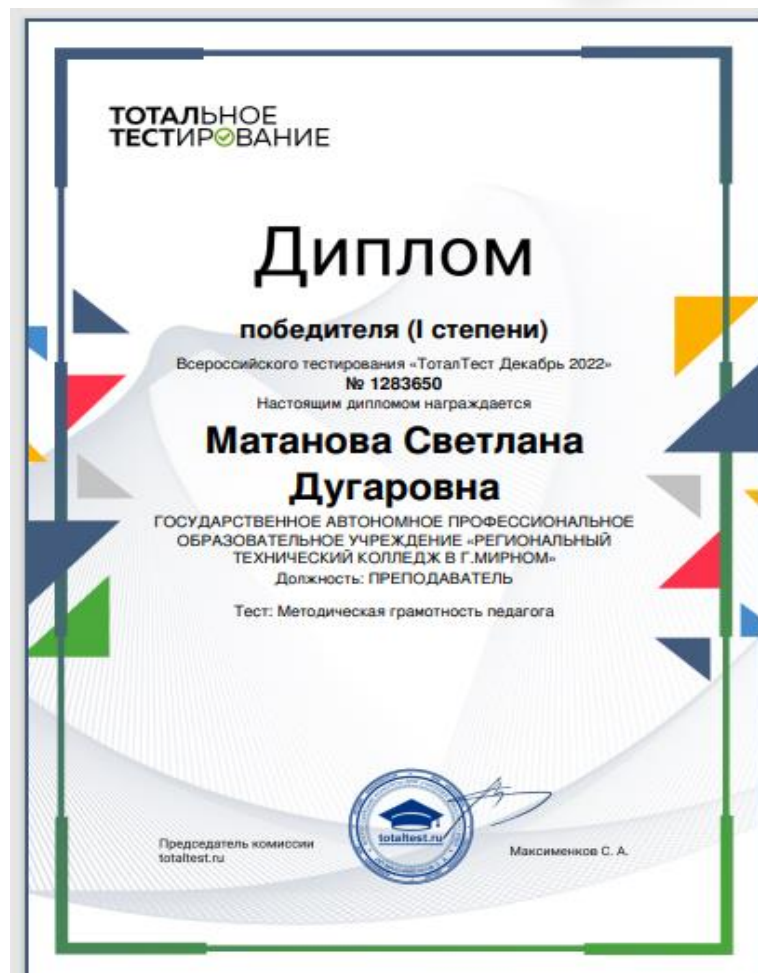 ТОТАЛЬНОЕ
ТЕСТИРОВАНИЕ
Диплом
победителя (I степени)
Всероссийского тестирования «ТоталТест Декабрь 2022»
№ 1283650
Настоящим дипломом награждается
Матанова Светлана
Дугаровна
ГОСУДАРСТВЕННОЕ АВТОНОМНОЕ ПРОФЕССИОНАЛЬНОЕ
ОБРАЗОВАТЕЛЬНОЕ УЧРЕЖДЕНИЕ «РЕГИОНАЛЬНЫЙ
ТЕХНИЧЕСКИЙ КОЛЛЕДЖ В Г.МИРНОМ»
Должность: ПРЕПОДАВАТЕЛЬ
Тест: Методическая грамотность педагога
Председатель комиссии
totaltest.ru
totaltest.ru
Максименков С. А.